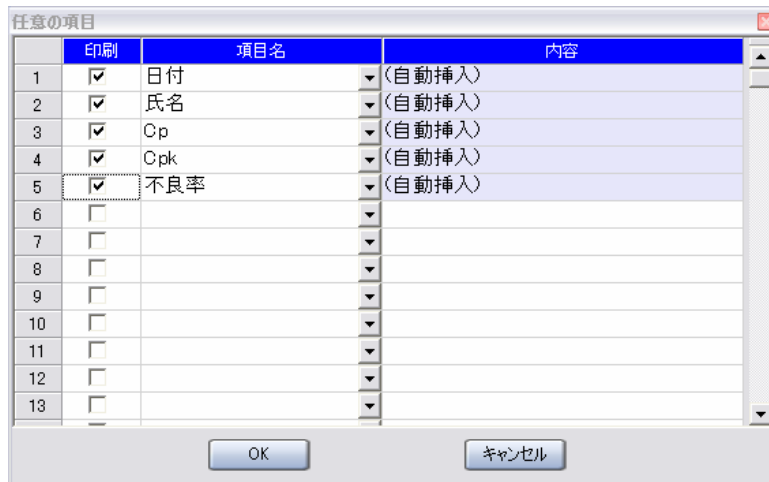 任意の項目
印刷 項目名 内容
1 日付 (自動挿入)
2 氏名 (自動挿入)
3 Cp (自動挿入)
4 Cpk (自動挿入)
5 不良率 (自動挿入)
6
7
8
9
10
11
12
13
OK キャンセル